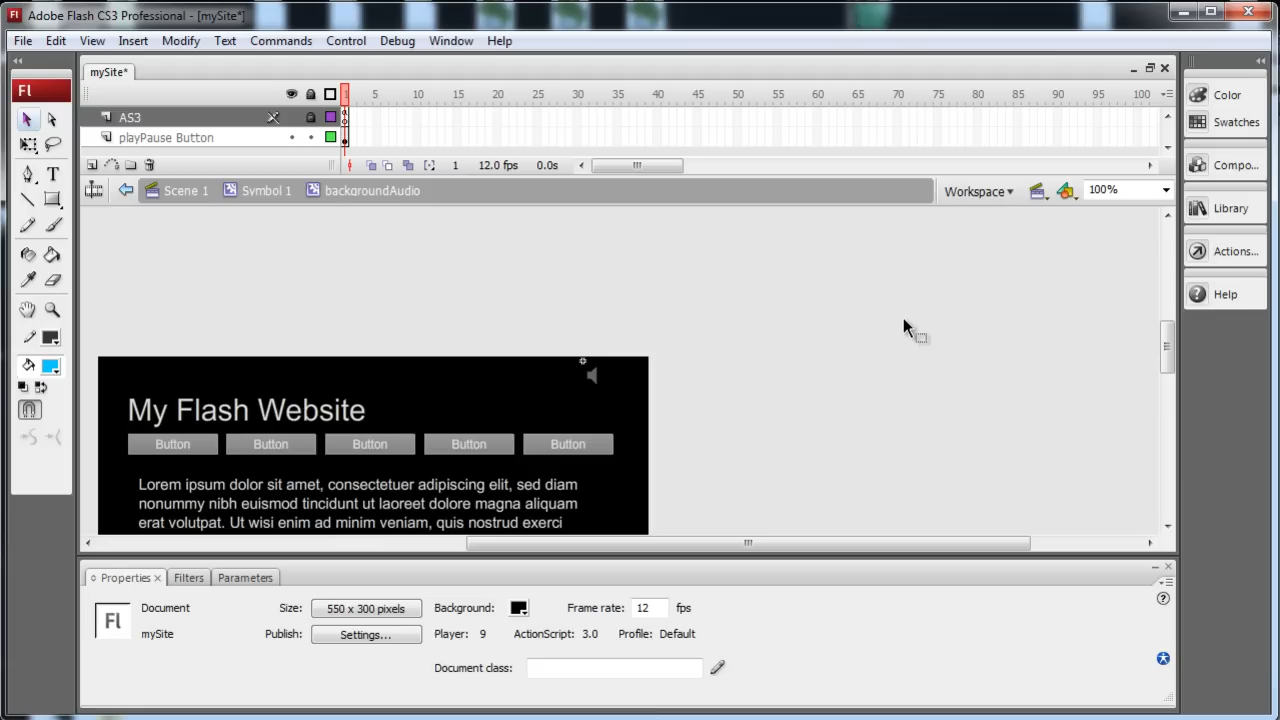 Fl Adobe Flash CS3 Professional - [mySite*]
File Edit View Insert Modify Text Commands Control Debug Window Help
mySite*
Fl
1 5 10 15 20 25 30 35 40 45 50 55 60 65 70 75 80 85 90 95 100
AS3
playPause Button
1 12.0 fps 0.0s
Scene 1 Symbol 1 backgroundAudio Workspace 100%
T
Color
Swatches
Compo...
Library
Actions...
Help
My Flash Website
Button Button Button Button Button
Lorem ipsum dolor sit amet, consectetuer adipiscing elit, sed diam
nonummy nibh euismod tincidunt ut laoreet dolore magna aliquam
erat volutpat. Ut wisi enim ad minim veniam, quis nostrud exerci
Properties Filters Parameters
Fl
Document Size: 550 x 300 pixels Background: Frame rate: 12 fps
mySite Publish: Settings... Player: 9 ActionScript: 3.0 Profile: Default
Document class: